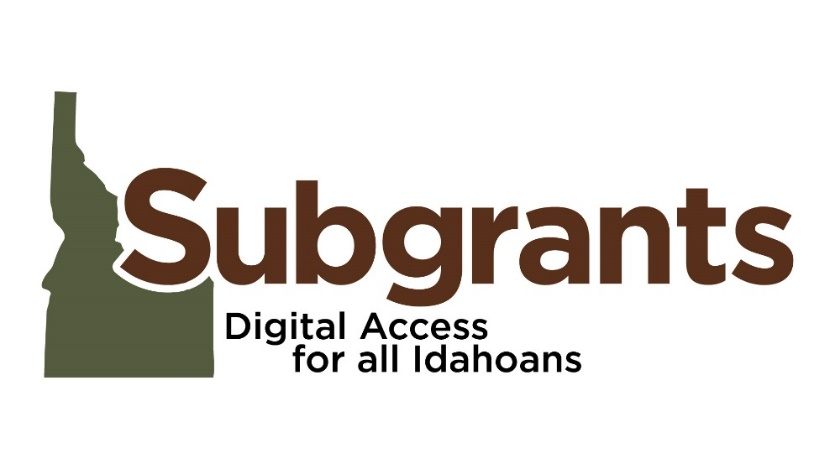 Subgrants
Digital Access
for all Idahoans